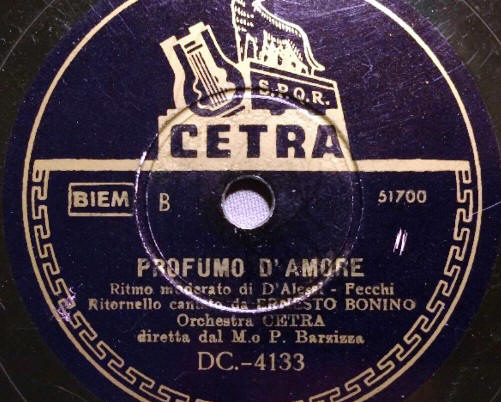 S.P.Q.R.
CETRA
BIEM B 51700
PROFUMO D'AMORE
Ritmo moderato di D'Alessi - Fecchi
Ritornello cantato da ERNESTO BONINO
Orchestra CETRA
diretta dal M.o P. Barzizza
DC.-4133